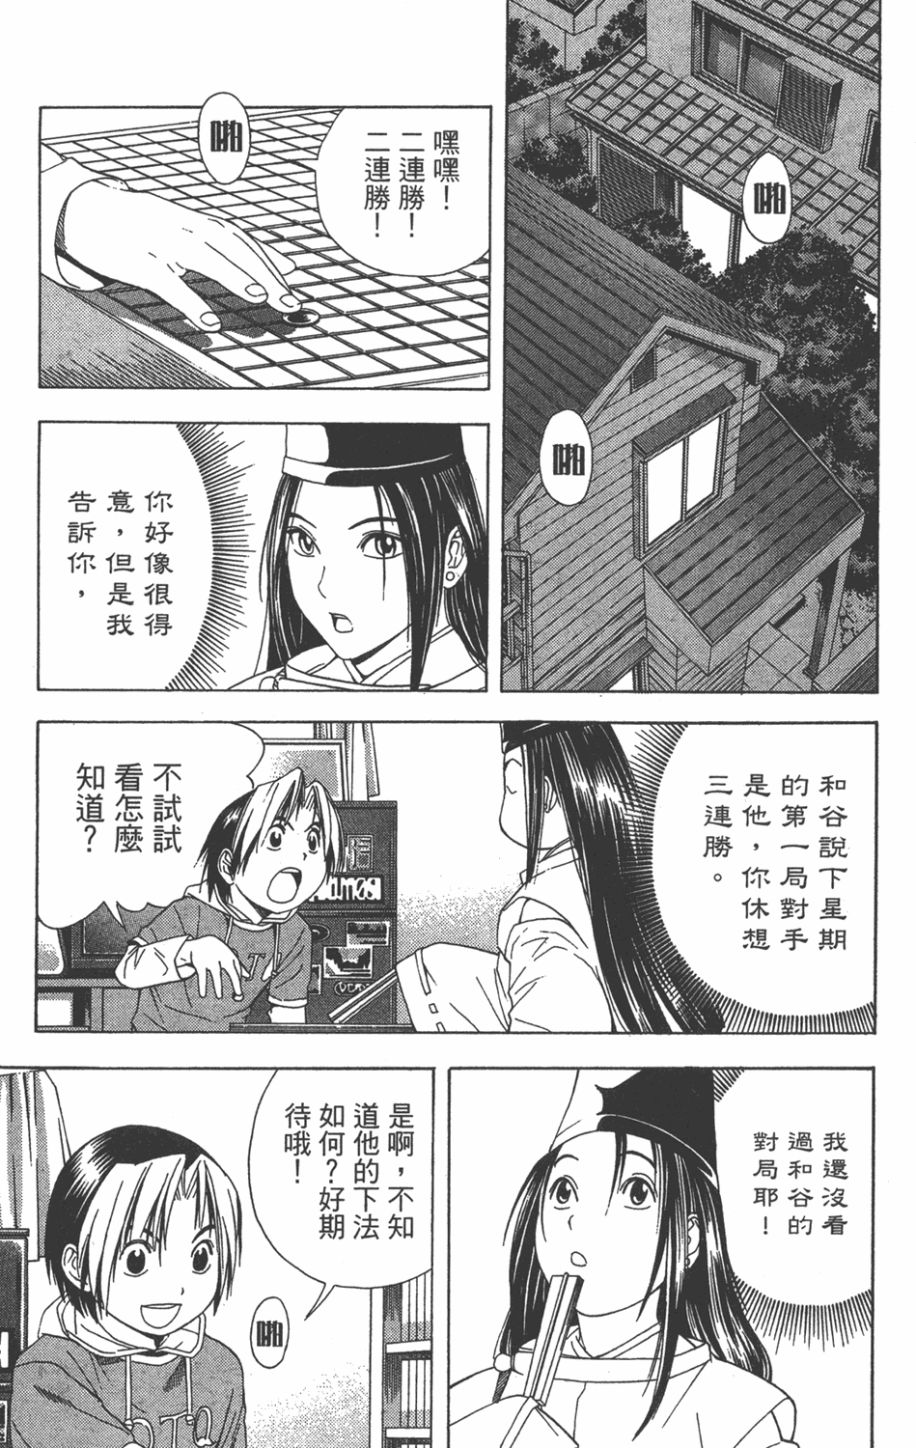 啪
啪
嘿嘿！
二連勝！
二連勝！
啪
你好像很得
意，但是我
告訴你，
和谷說下星期
的第一局對手
是他，你休想
三連勝。
不試試
看怎麼
知道？
我還沒看
過和谷的
對局耶！
是啊，不知
道他的下法
如何？好期
待哦！
啪